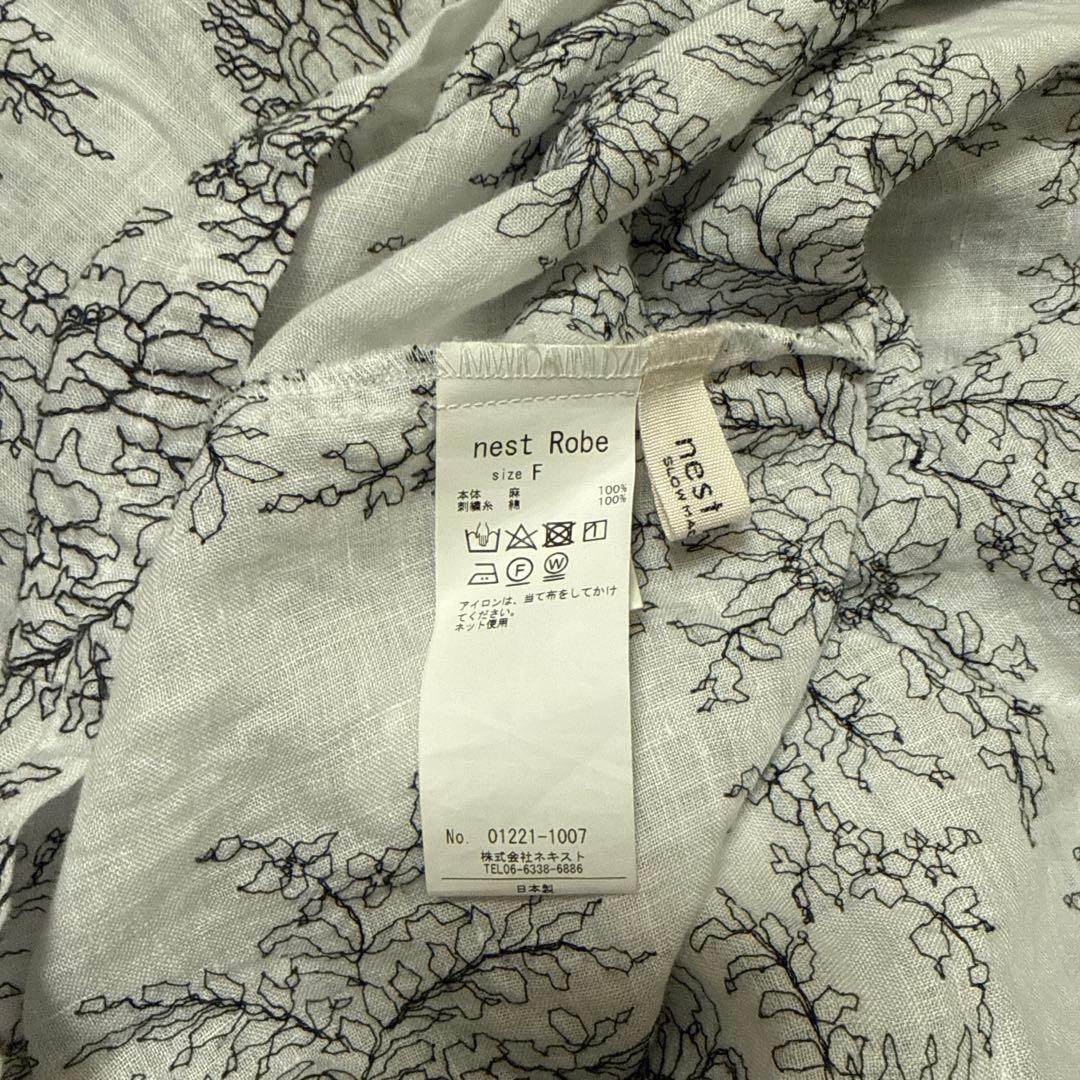 nest Robe
size F
本体 麻 100%
刺繍糸 綿 100%
F
W
アイロンは、当て布をしてかけ
てください。
ネット使用
No. 01221-1007
株式会社ネキスト
TEL06-6338-6886
日本製
nest
SLOW